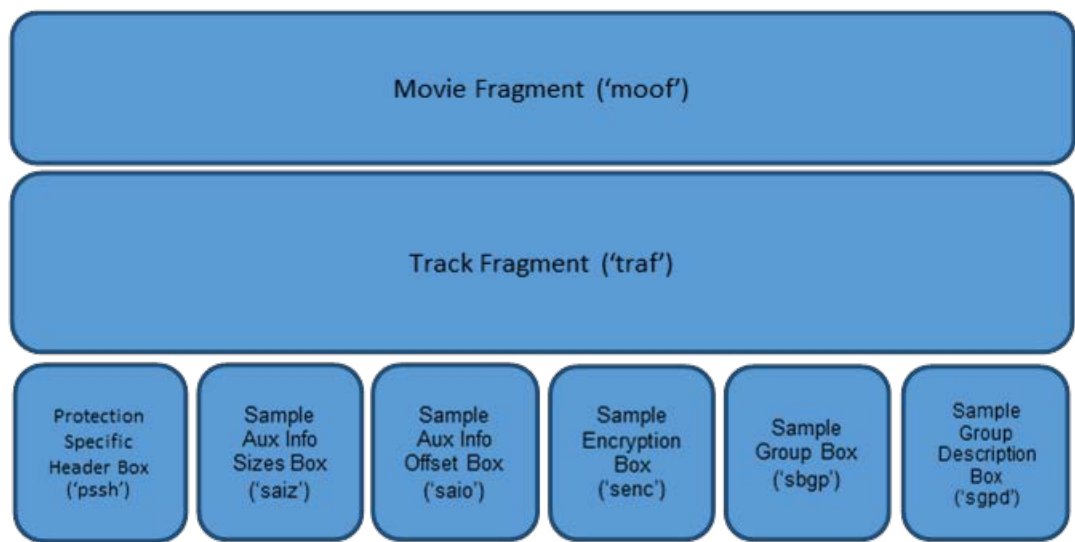 Movie Fragment (‘moof’)
Track Fragment (‘traf’)
Protection
Specific
Header Box
(‘pssh’)
Sample
Aux Info
Sizes Box
(‘saiz’)
Sample
Aux Info
Offset Box
(‘saio’)
Sample
Encryption
Box
(‘senc’)
Sample
Group Box
(‘sbgp’)
Sample
Group
Description
Box
(‘sgpd’)